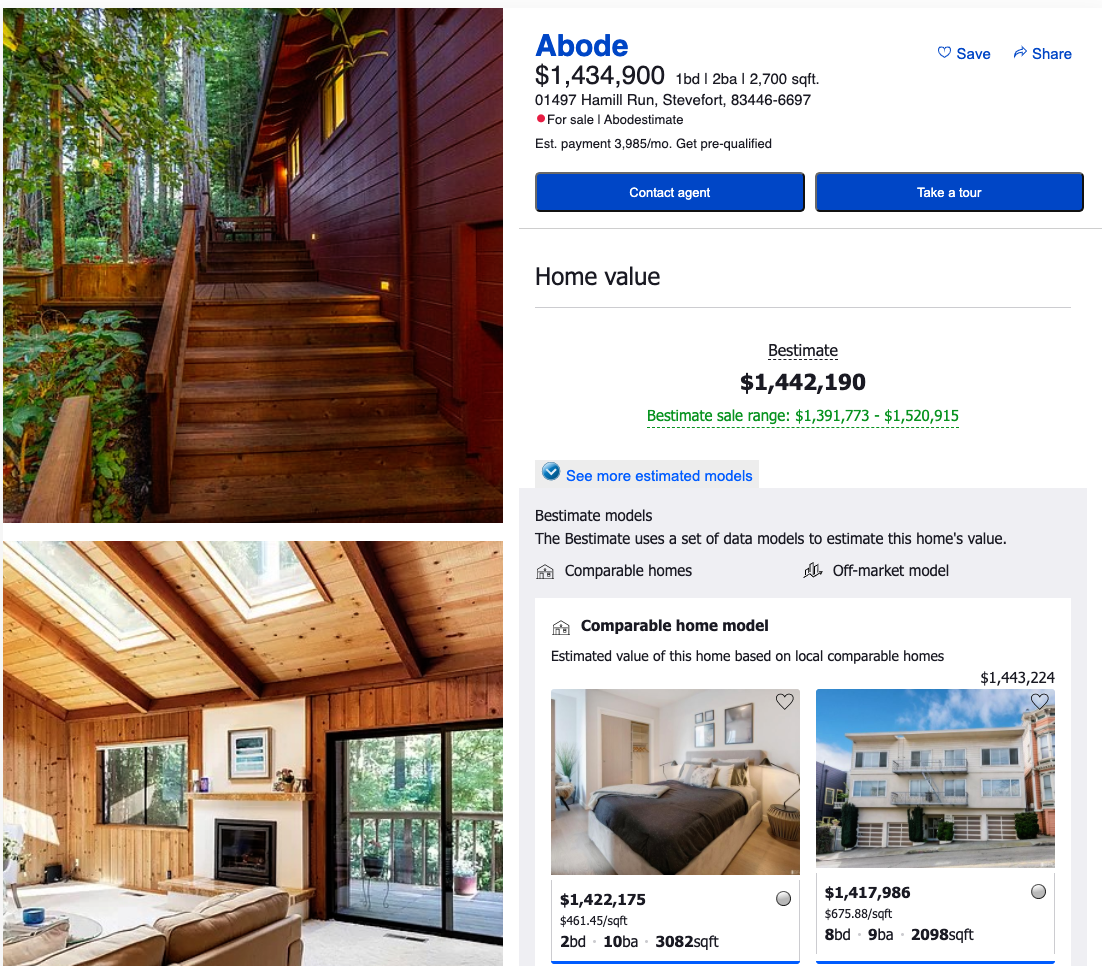 Abode
Save
Share
$1,434,900 1bd | 2ba | 2,700 sqft.
01497 Hamill Run, Stevefort, 83446-6697
For sale | Abodestimate
Est. payment 3,985/mo. Get pre-qualified
Contact agent
Take a tour
Home value
Bestimate
$1,442,190
Bestimate sale range: $1,391,773 - $1,520,915
See more estimated models
Bestimate models
The Bestimate uses a set of data models to estimate this home's value.
Comparable homes
Off-market model
Comparable home model
Estimated value of this home based on local comparable homes
$1,443,224
$1,422,175
$461.45/sqft
2bd · 10ba · 3082sqft
$1,417,986
$675.88/sqft
8bd · 9ba · 2098sqft